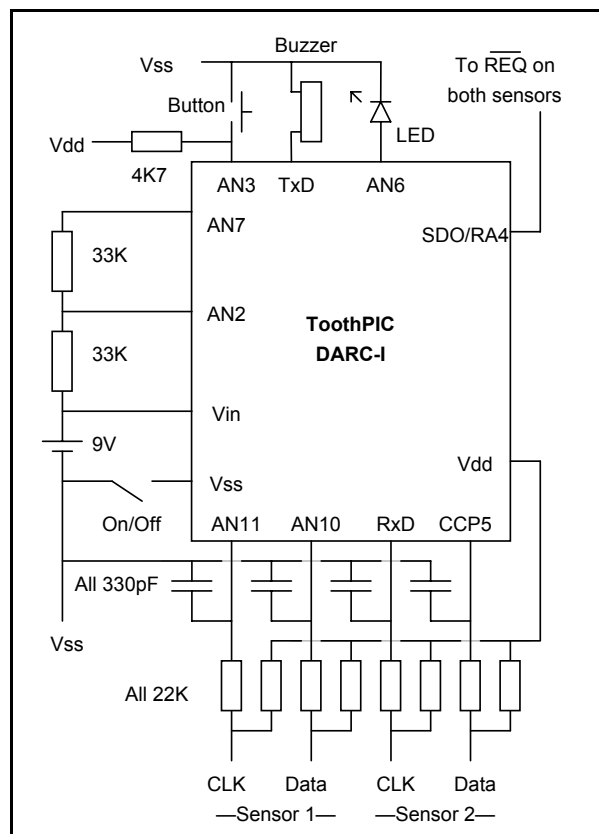 Buzzer
Vss
To REQ on
both sensors
Button
LED
Vdd
4K7
AN3 TxD AN6
AN7
SDO/RA4
33K
AN2
ToothPIC
DARC-I
33K
Vin
9V
Vdd
Vss
On/Off
AN11 AN10 RxD CCP5
All 330pF
Vss
All 22K
CLK Data CLK Data
—Sensor 1— —Sensor 2—